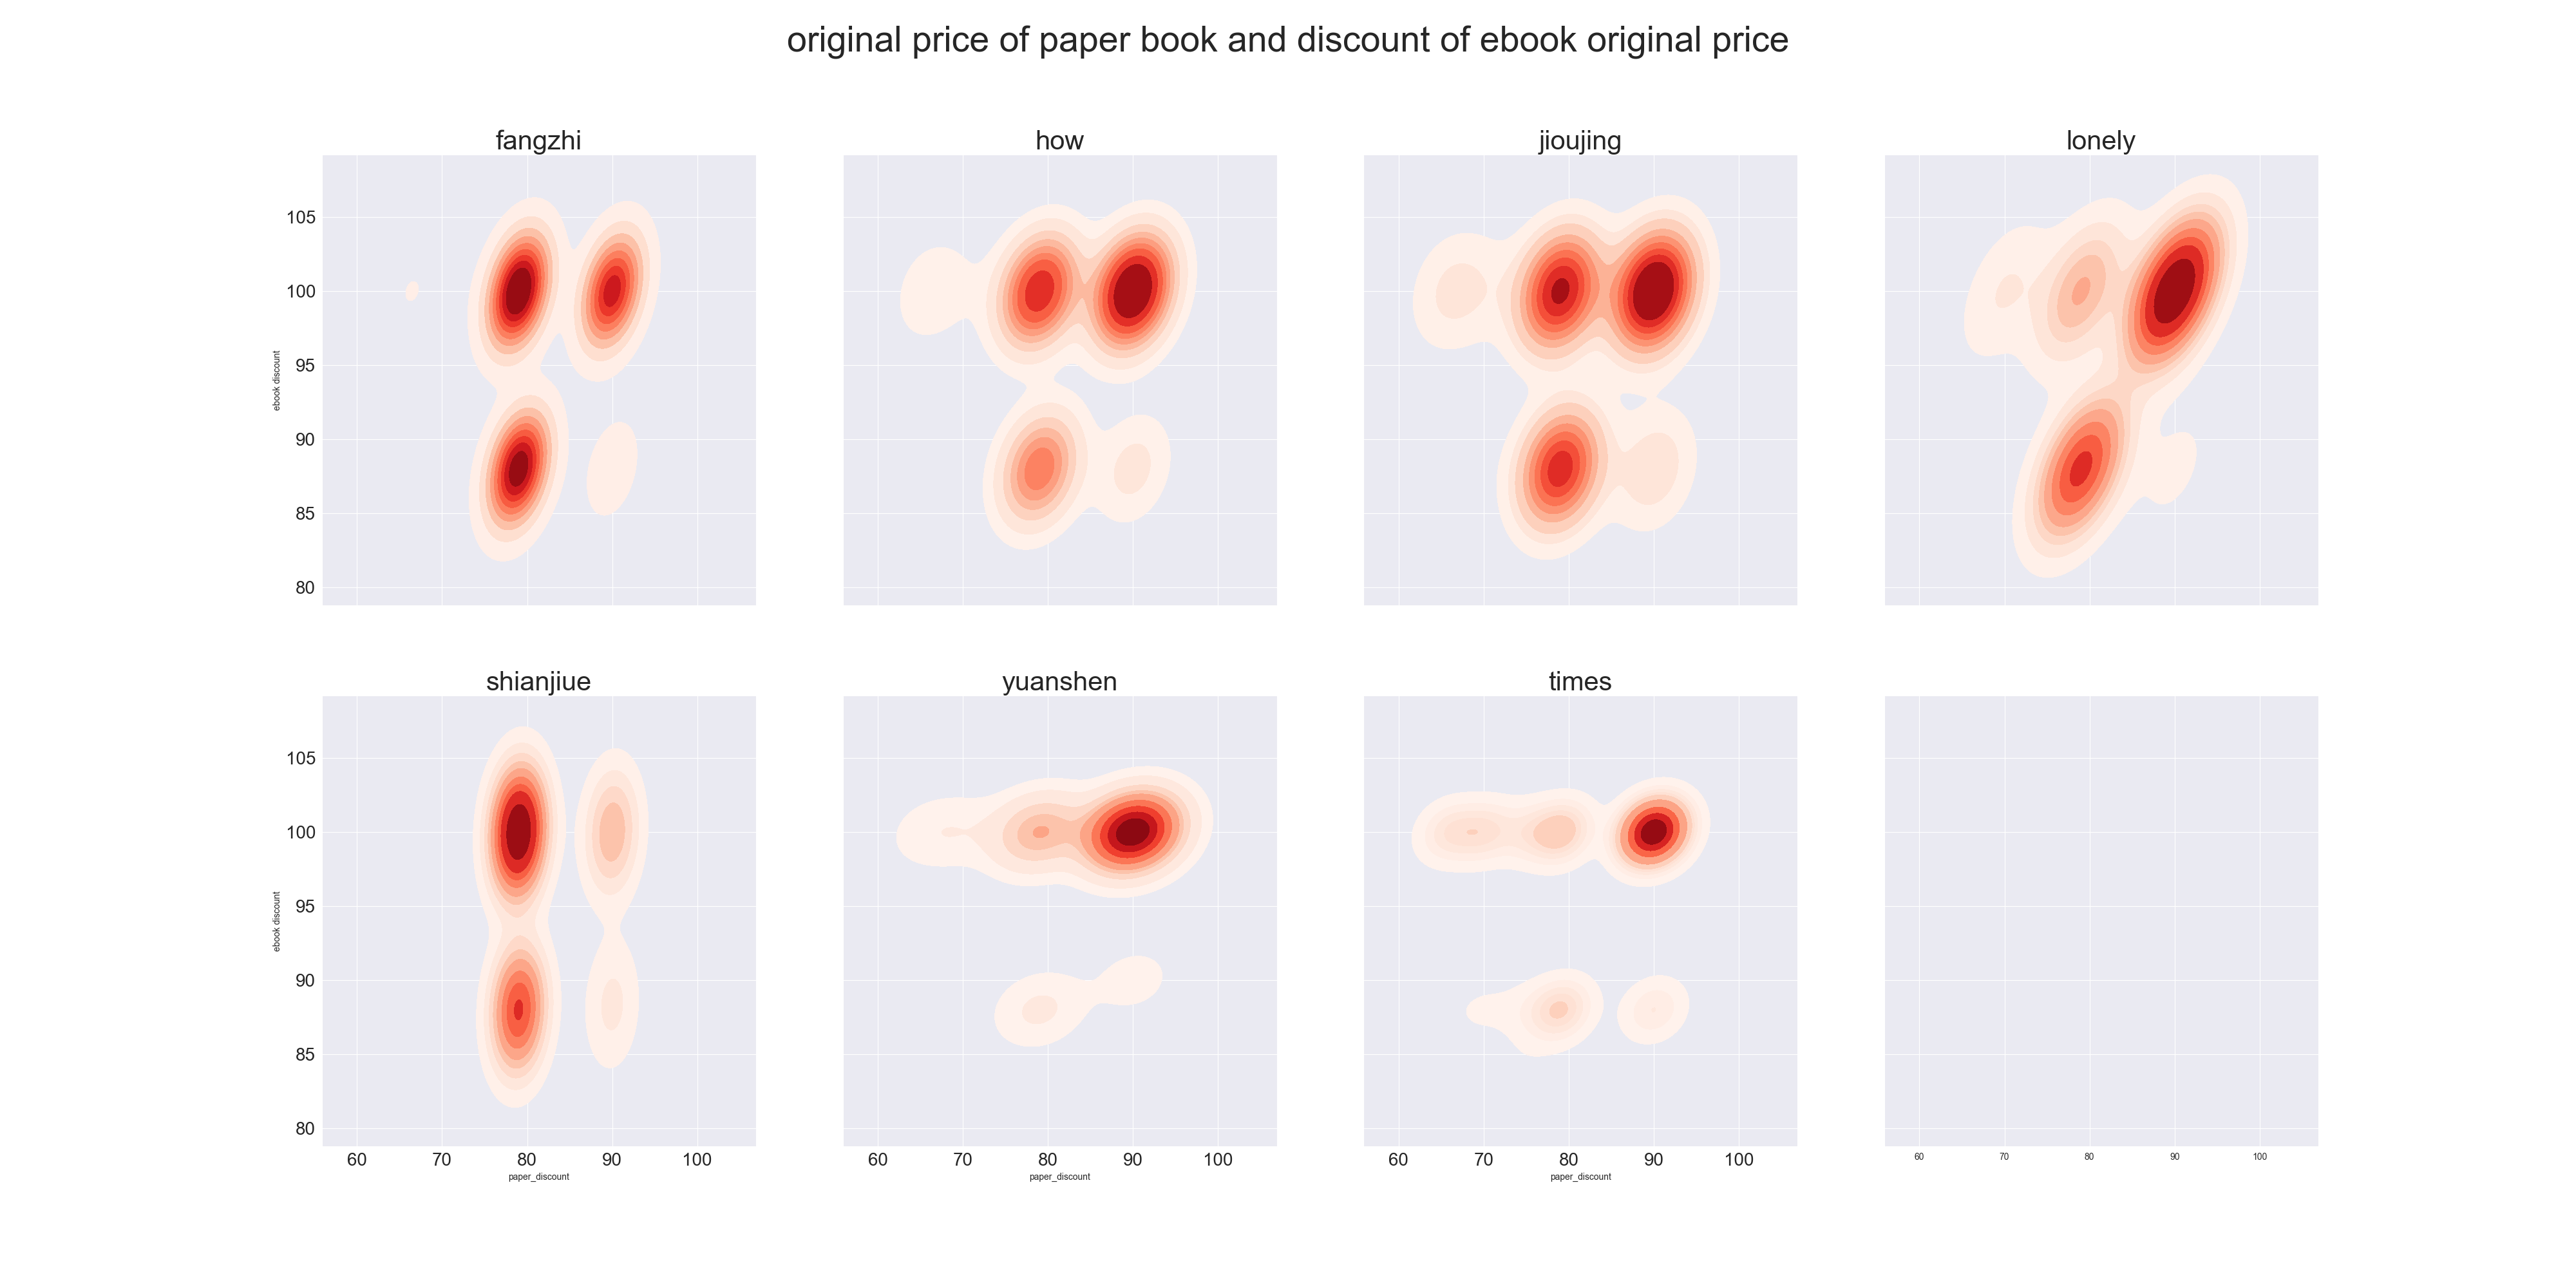 original price of paper book and discount of ebook original price
fangzhi
how
jioujing
lonely
105
100
95
90
85
80
ebook discount
shianjiue
yuanshen
times
105
100
95
90
85
80
ebook discount
60 70 80 90 100
60 70 80 90 100
60 70 80 90 100
60 70 80 90 100
paper_discount
paper_discount
paper_discount